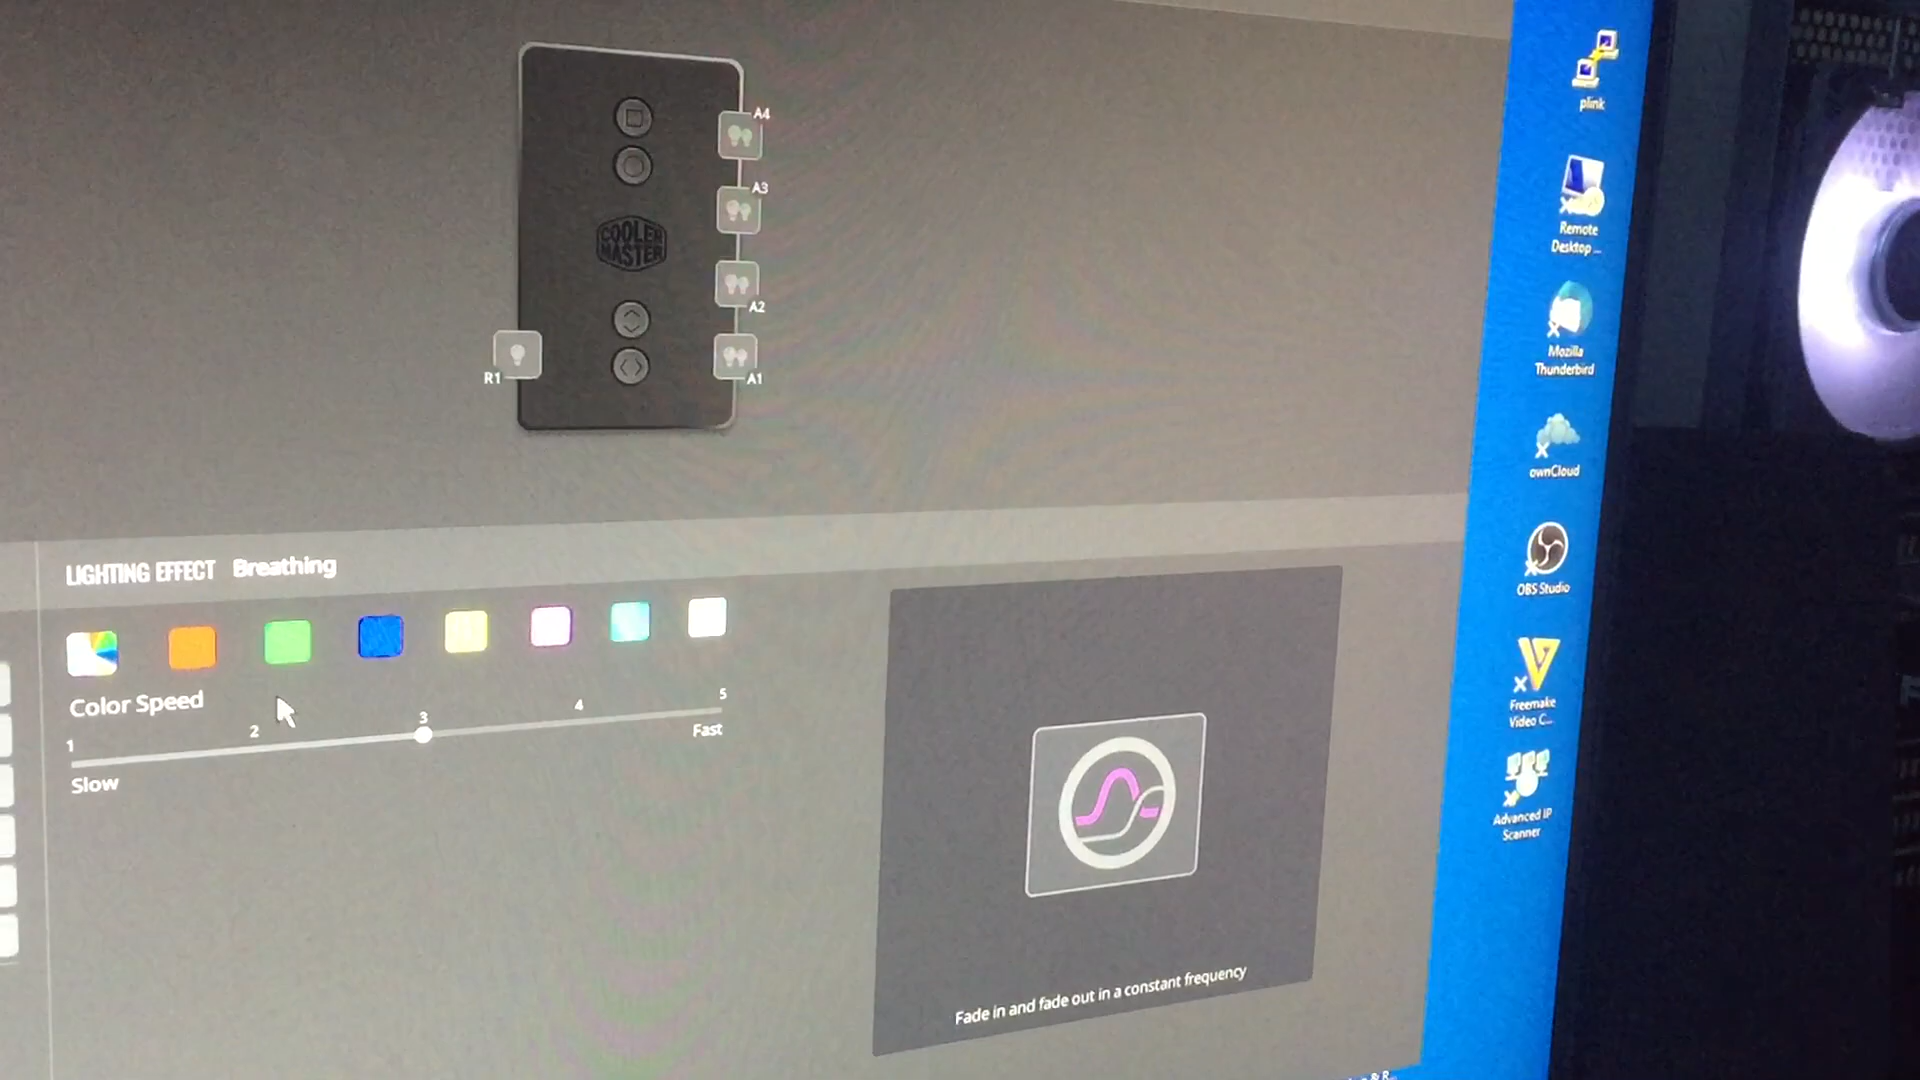 A4
A3
COOLER
MASTER
A2
R1
A1
LIGHTING EFFECT Breathing
Color Speed
1
2
3
4
5
Slow
Fast
Fade in and fade out in a constant frequency
plink
Remote
Desktop ...
Mozilla
Thunderbird
ownCloud
OBS Studio
Freemake
Video C...
Advanced IP
Scanner
& R...